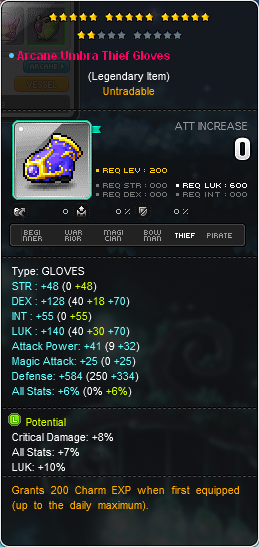 Arcane Umbra Thief Gloves
(Legendary Item)
Untradable
ATT INCREASE
0
REQ LEV : 200
REQ STR : 000 REQ LUK : 600
REQ DEX : 000 REQ INT : 000
0 0 % 0 %
BEGINNER WARRIOR MAGICIAN BOWMAN THIEF PIRATE
Type: GLOVES
STR : +48 (0 +48)
DEX : +128 (40 +18 +70)
INT : +55 (0 +55)
LUK : +140 (40 +30 +70)
Attack Power: +41 (9 +32)
Magic Attack: +25 (0 +25)
Defense: +584 (250 +334)
All Stats: +6% (0% +6%)
L Potential
Critical Damage: +8%
All Stats: +7%
LUK: +10%
Grants 200 Charm EXP when first equipped
(up to the daily maximum).